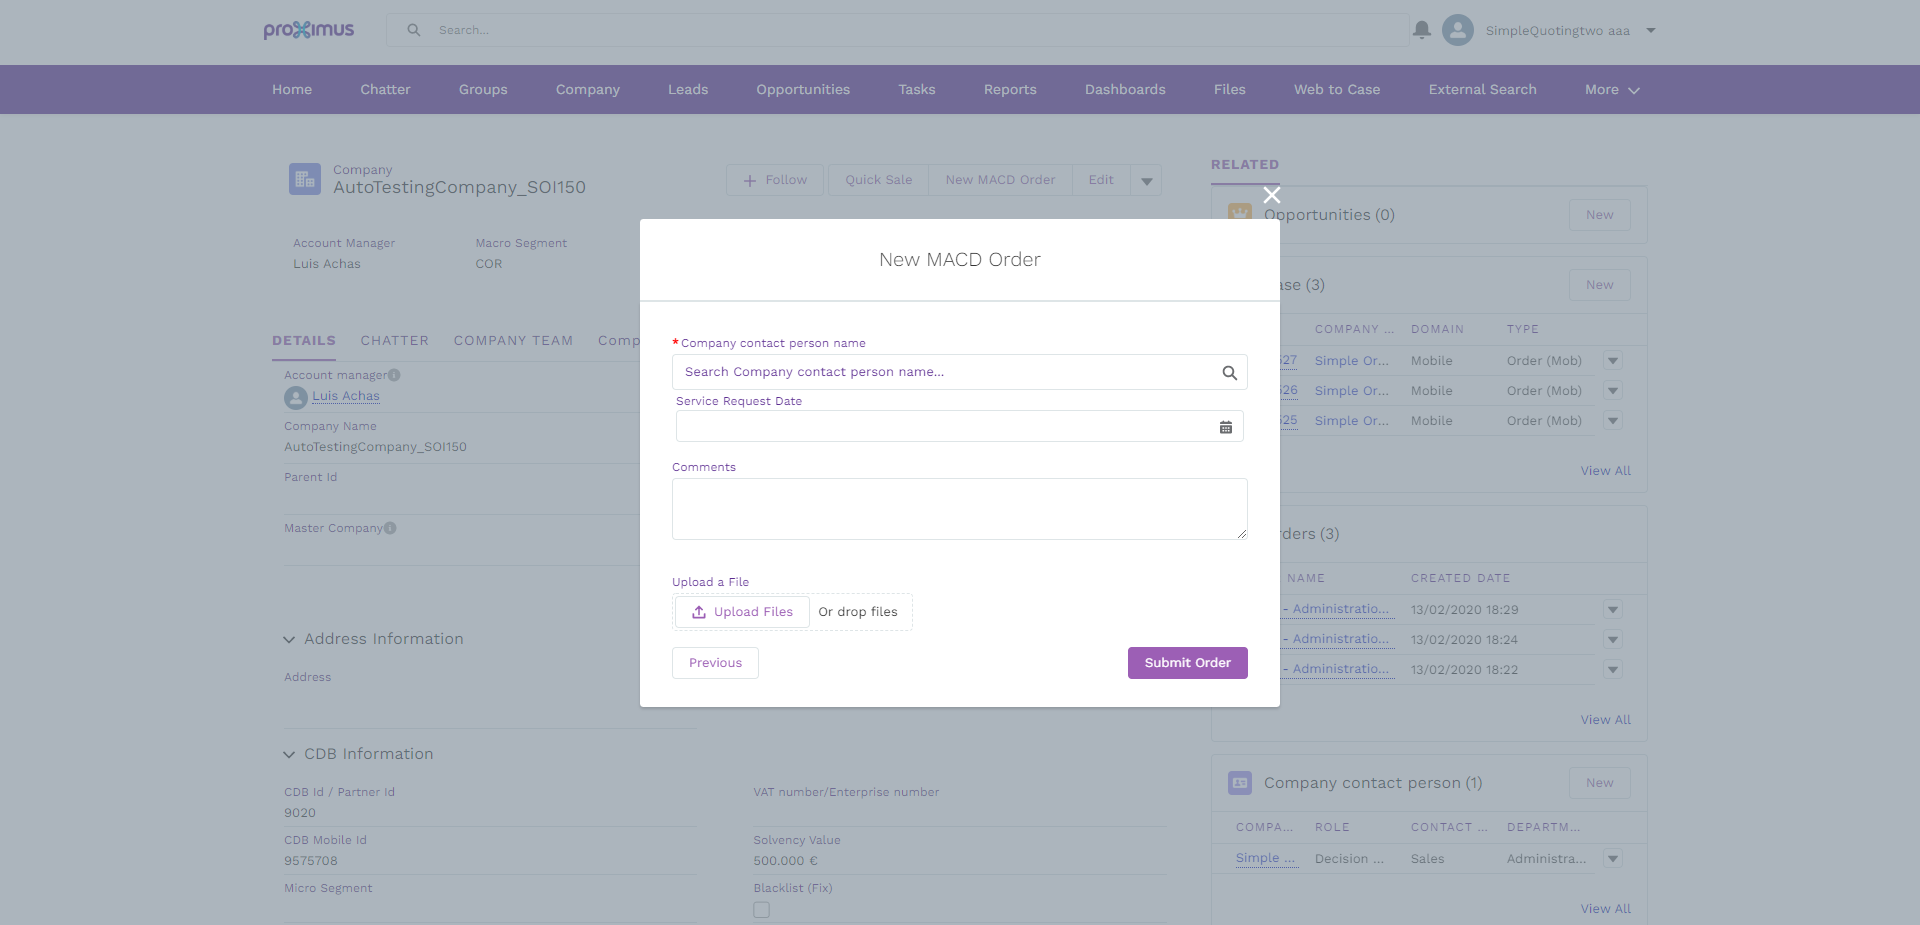 proximus
Search...
SimpleQuotingtwo aaa
Home Chatter Groups Company Leads Opportunities Tasks Reports Dashboards Files Web to Case External Search More
Company
AutoTestingCompany_SOI150
Follow Quick Sale New MACD Order Edit
Account Manager Macro Segment
Luis Achas COR
DETAILS CHATTER COMPANY TEAM Comp
Account manager
Luis Achas
Company Name
AutoTestingCompany_SOI150
Parent Id
Master Company
Address Information
Address
CDB Information
CDB Id / Partner Id VAT number/Enterprise number
9020
CDB Mobile Id Solvency Value
9575708 500.000 €
Micro Segment Blacklist (Fix)
New MACD Order
*Company contact person name
Search Company contact person name...
Service Request Date
Comments
Upload a File
Upload Files Or drop files
Previous Submit Order
RELATED
Opportunities (0) New
ase (3) New
COMPANY ... DOMAIN TYPE
527 Simple Or... Mobile Order (Mob)
526 Simple Or... Mobile Order (Mob)
525 Simple Or... Mobile Order (Mob)
View All
rders (3)
NAME CREATED DATE
- Administratio... 13/02/2020 18:29
- Administratio... 13/02/2020 18:24
- Administratio... 13/02/2020 18:22
View All
Company contact person (1) New
COMPA... ROLE CONTACT ... DEPARTM...
Simple ... Decision ... Sales Administra...
View All